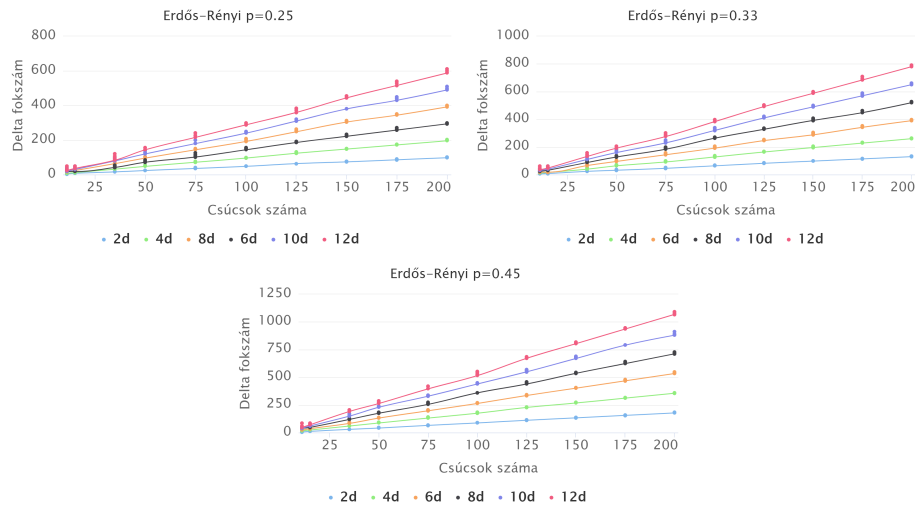 Erdős–Rényi p=0.25
800
600
400
200
0
Delta fokszám
25 50 75 100 125 150 175 200
Csúcsok száma
2d 4d 8d 6d 10d 12d
Erdős–Rényi p=0.33
1000
800
600
400
200
0
Delta fokszám
25 50 75 100 125 150 175 200
Csúcsok száma
2d 4d 6d 8d 10d 12d
Erdős–Rényi p=0.45
1250
1000
750
500
250
0
Delta fokszám
25 50 75 100 125 150 175 200
Csúcsok száma
2d 4d 6d 8d 10d 12d